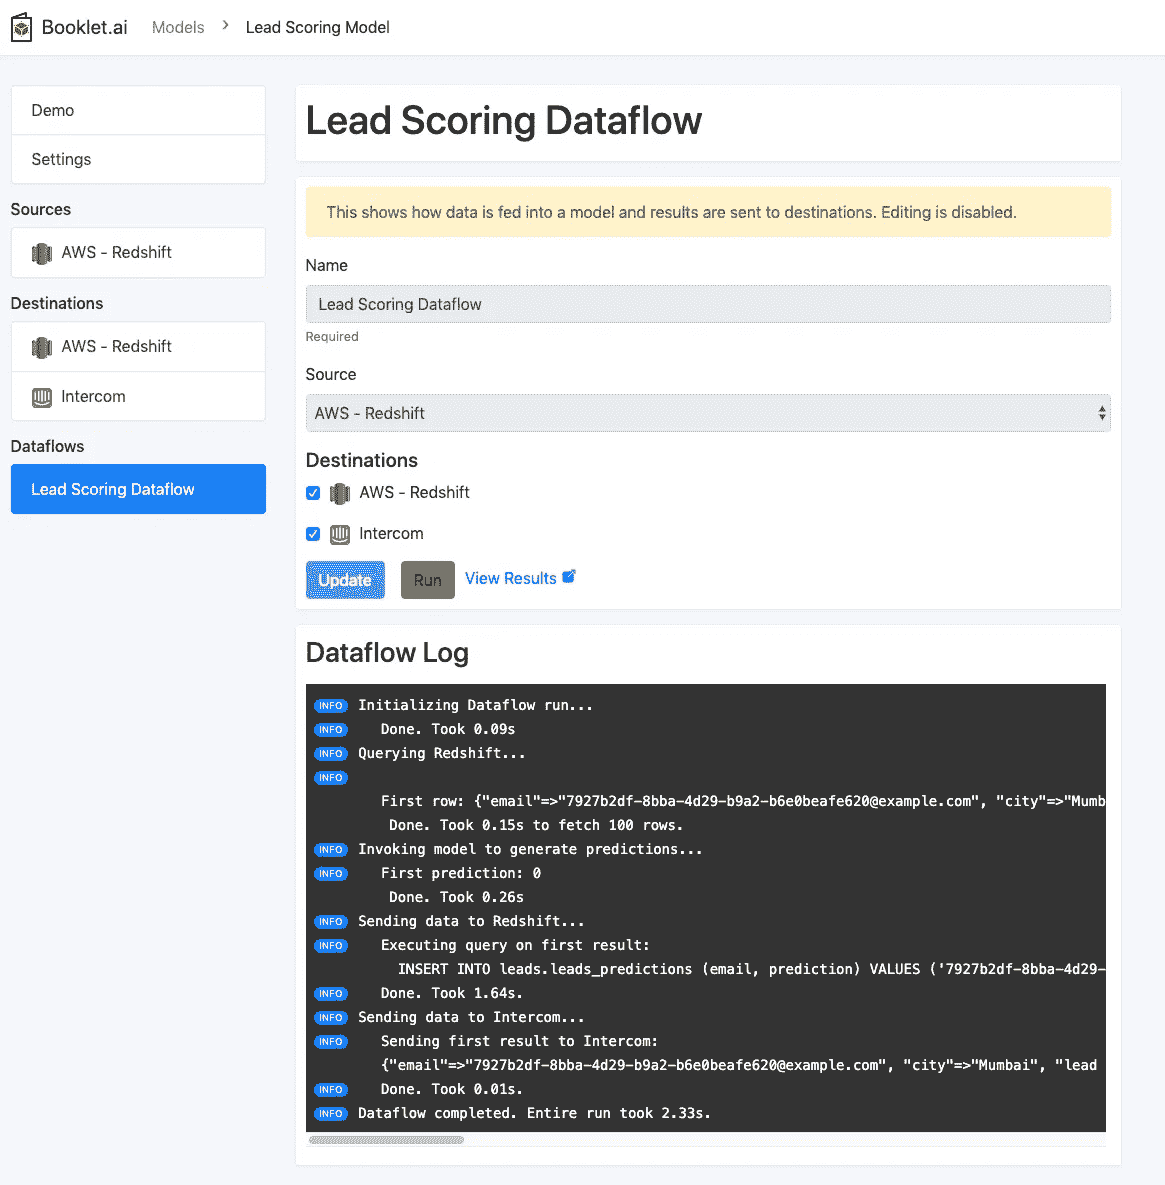 Booklet.ai Models > Lead Scoring Model
Demo
Settings
Sources
AWS - Redshift
Destinations
AWS - Redshift
Intercom
Dataflows
Lead Scoring Dataflow
Lead Scoring Dataflow
This shows how data is fed into a model and results are sent to destinations. Editing is disabled.
Name
Lead Scoring Dataflow
Required
Source
AWS - Redshift
Destinations
AWS - Redshift
Intercom
Update Run View Results
Dataflow Log
INFO Initializing Dataflow run...
INFO Done. Took 0.09s
INFO Querying Redshift...
INFO
First row: {"email"=>"7927b2df-8bba-4d29-b9a2-b6e0beafe620@example.com", "city"=>"Mumb
Done. Took 0.15s to fetch 100 rows.
INFO Invoking model to generate predictions...
INFO First prediction: 0
Done. Took 0.26s
INFO Sending data to Redshift...
INFO Executing query on first result:
INSERT INTO leads.leads_predictions (email, prediction) VALUES ('7927b2df-8bba-4d29-
INFO Done. Took 1.64s.
INFO Sending data to Intercom...
INFO Sending first result to Intercom:
{"email"=>"7927b2df-8bba-4d29-b9a2-b6e0beafe620@example.com", "city"=>"Mumbai", "lead
INFO Done. Took 0.01s.
INFO Dataflow completed. Entire run took 2.33s.